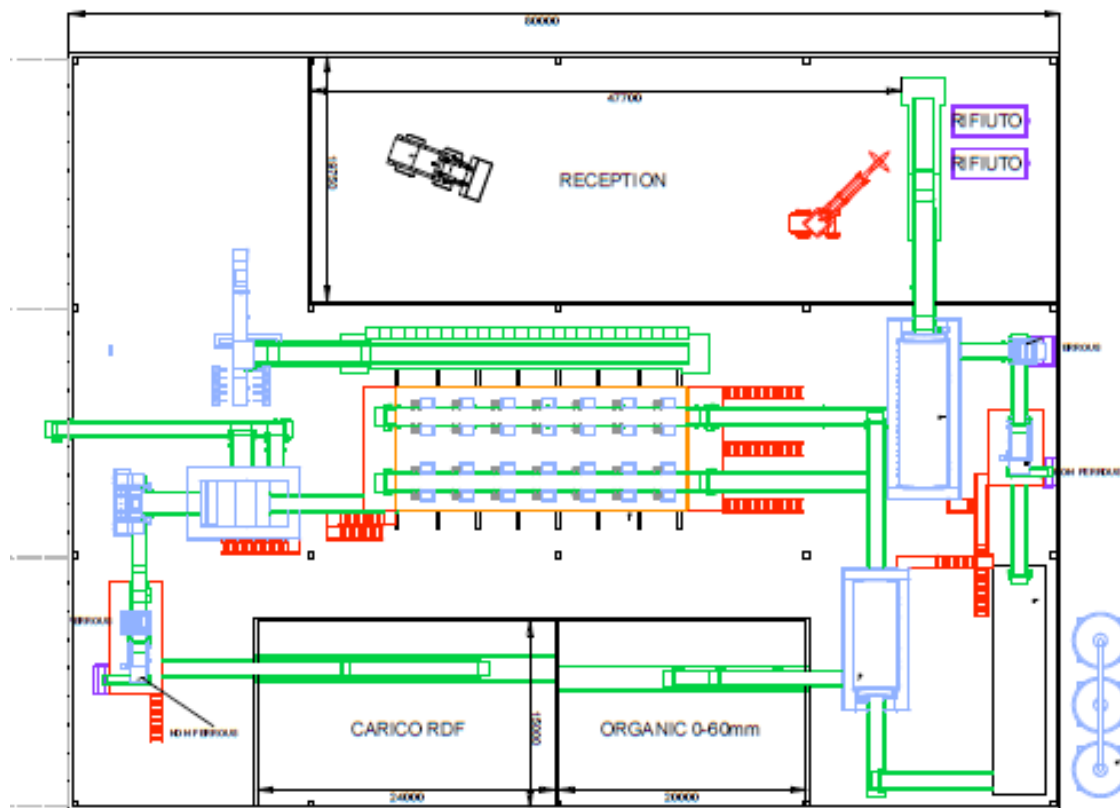 80000
47700
RIFIUTO
RIFIUTO
19750
RECEPTION
FERROUS
NON FERROUS
FERROUS
NON FERROUS
CARICO RDF
15000
ORGANIC 0-60mm
24000
20000